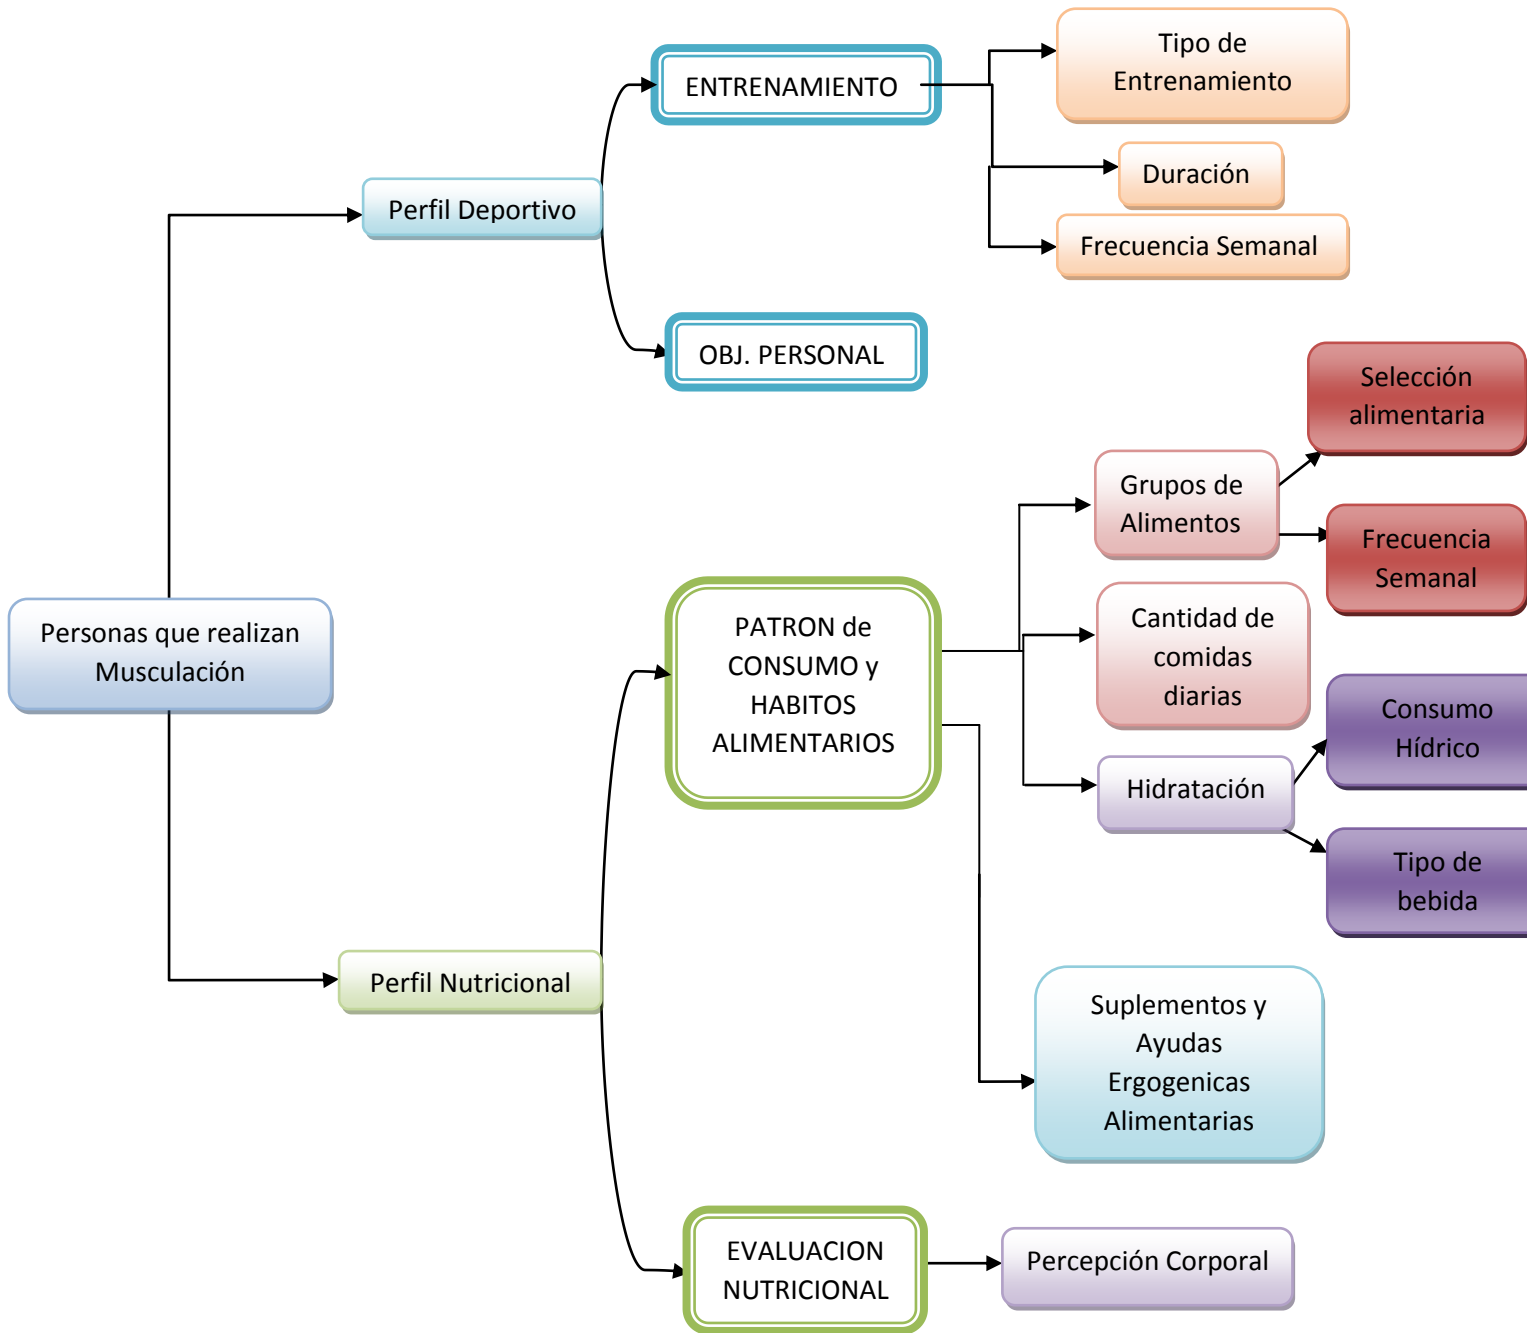 Tipo de
Entrenamiento
ENTRENAMIENTO
Duración
Perfil Deportivo
Frecuencia Semanal
OBJ. PERSONAL
Selección
alimentaria
Grupos de
Alimentos
Frecuencia
Semanal
Personas que realizan
Musculación
PATRON de
CONSUMO y
HABITOS
ALIMENTARIOS
Cantidad de
comidas
diarias
Consumo
Hídrico
Hidratación
Tipo de
bebida
Perfil Nutricional
Suplementos y
Ayudas
Ergogenicas
Alimentarias
EVALUACION
NUTRICIONAL
Percepción Corporal